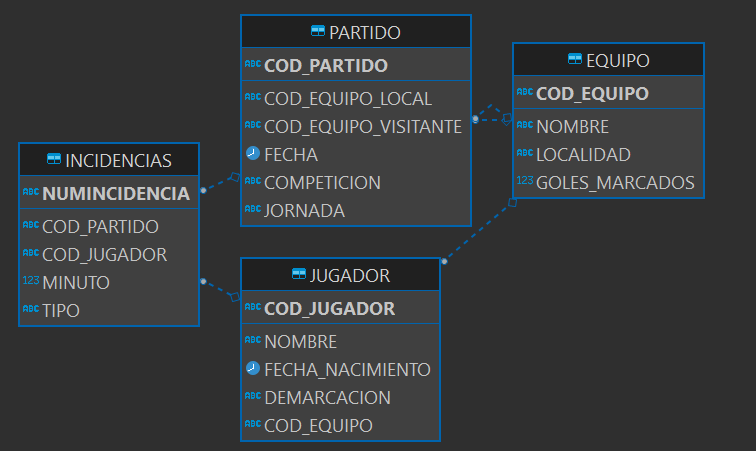 PARTIDO
ABC COD_PARTIDO
ABC COD_EQUIPO_LOCAL
ABC COD_EQUIPO_VISITANTE
FECHA
ABC COMPETICION
ABC JORNADA
EQUIPO
ABC COD_EQUIPO
ABC NOMBRE
ABC LOCALIDAD
123 GOLES_MARCADOS
INCIDENCIAS
ABC NUMINCIDENCIA
ABC COD_PARTIDO
ABC COD_JUGADOR
123 MINUTO
ABC TIPO
JUGADOR
ABC COD_JUGADOR
ABC NOMBRE
FECHA_NACIMIENTO
ABC DEMARCACION
ABC COD_EQUIPO